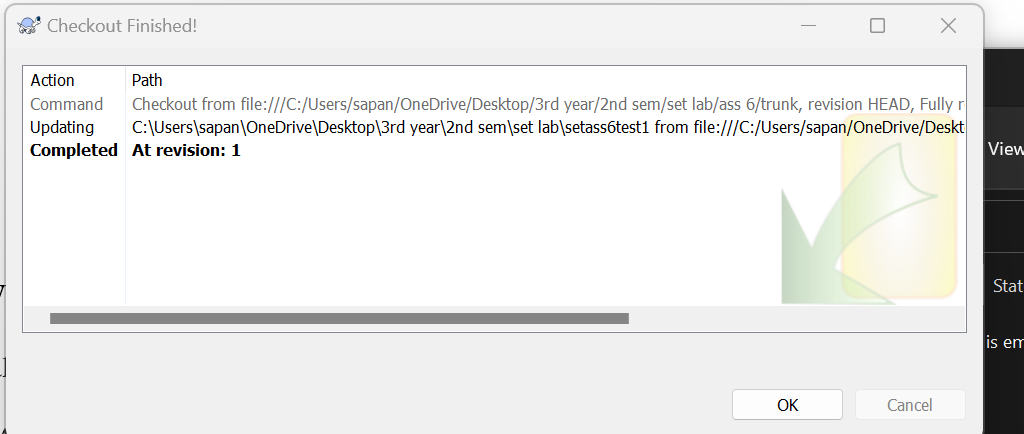 Checkout Finished!
Action Path
Command Checkout from file:///C:/Users/sapan/OneDrive/Desktop/3rd year/2nd sem/set lab/ass 6/trunk, revision HEAD, Fully r
Updating C:\Users\sapan\OneDrive\Desktop\3rd year\2nd sem\set lab\setass6test1 from file:///C:/Users/sapan/OneDrive/Deskt
Completed At revision: 1
View
Stat
is em
OK Cancel